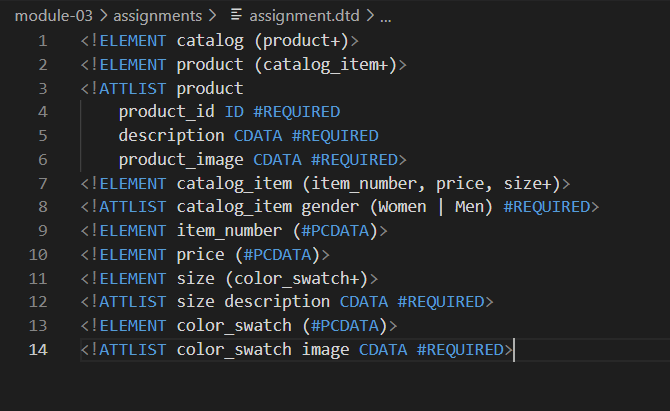 module-03 > assignments > assignment.dtd > ...
1 <!ELEMENT catalog (product+)>
2 <!ELEMENT product (catalog_item+)>
3 <!ATTLIST product
4 product_id ID #REQUIRED
5 description CDATA #REQUIRED
6 product_image CDATA #REQUIRED>
7 <!ELEMENT catalog_item (item_number, price, size+)>
8 <!ATTLIST catalog_item gender (Women | Men) #REQUIRED>
9 <!ELEMENT item_number (#PCDATA)>
10 <!ELEMENT price (#PCDATA)>
11 <!ELEMENT size (color_swatch+)>
12 <!ATTLIST size description CDATA #REQUIRED>
13 <!ELEMENT color_swatch (#PCDATA)>
14 <!ATTLIST color_swatch image CDATA #REQUIRED>